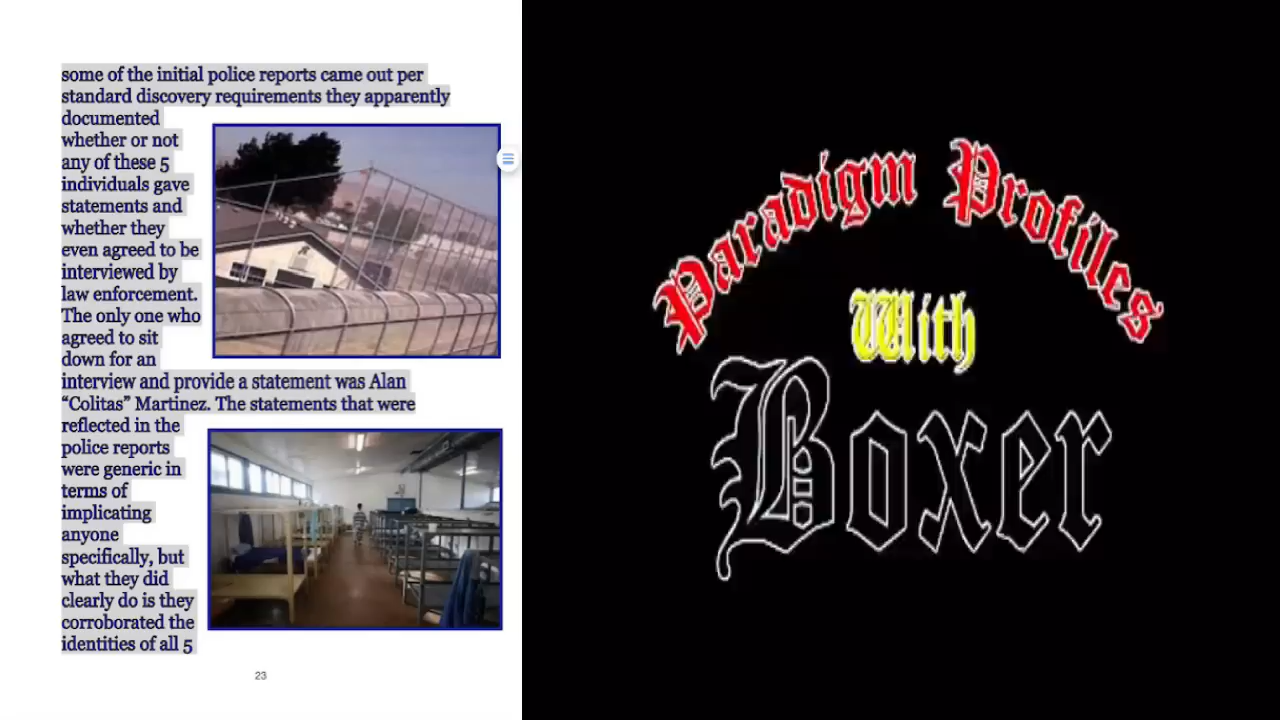 some of the initial police reports came out per
standard discovery requirements they apparently
documented
whether or not
any of these 5
individuals gave
statements and
whether they
even agreed to be
interviewed by
law enforcement.
The only one who
agreed to sit
down for an
interview and provide a statement was Alan
“Colitas” Martinez. The statements that were
reflected in the
police reports
were generic in
terms of
implicating
anyone
specifically, but
what they did
clearly do is they
corroborated the
identities of all 5
23
Paradigm Profiles
With
Boxer